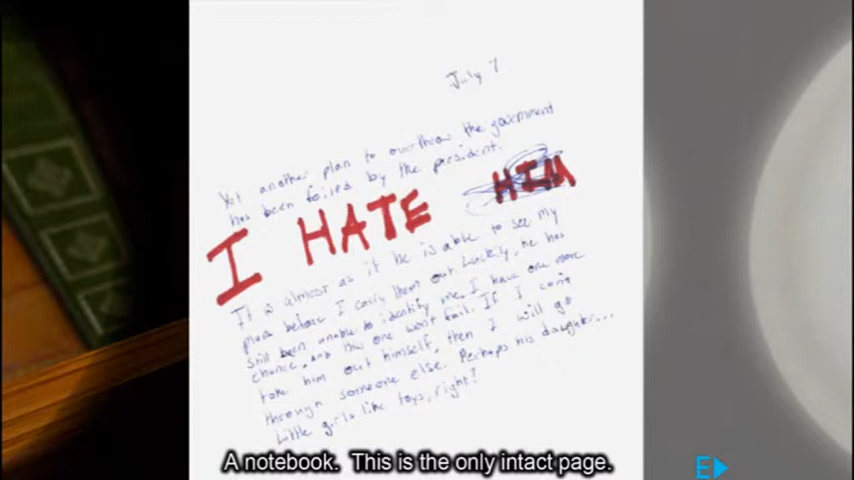 July 7
Yet another plan to overthrow the government
has been foiled by the president.
I HATE HIM
It is almost as if he is able to see my
plans before I carry them out. Luckily, he has
still been unable to identify me. I have one more
chance, and this one won't fail. If I can't
take him out himself, then I will go
through someone else. Perhaps his daughter...
Little girls like toys, right?
A notebook. This is the only intact page.
E